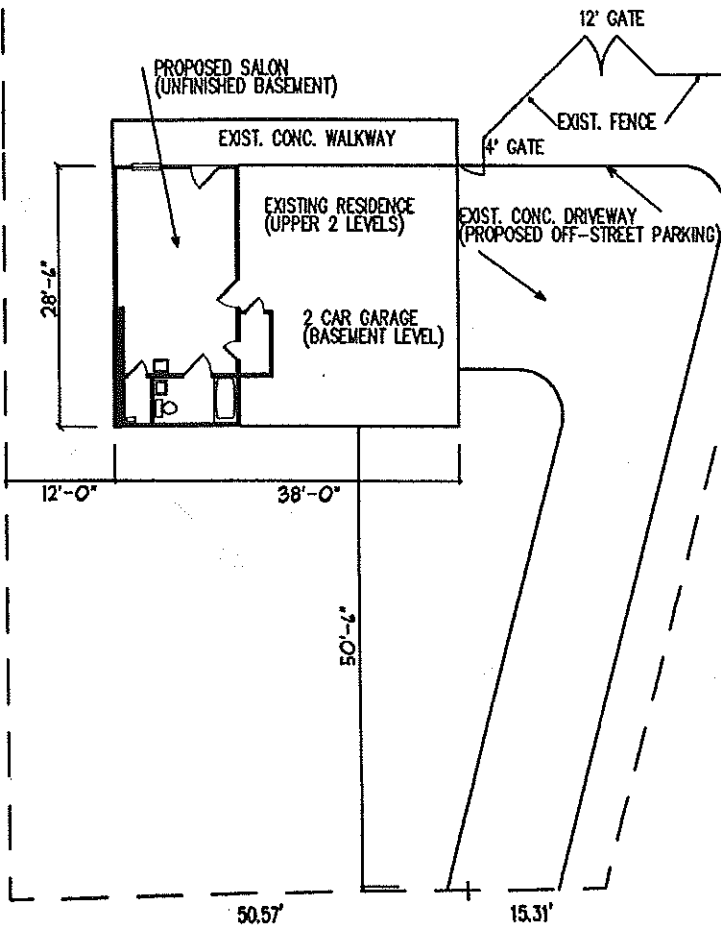 12' GATE
PROPOSED SALON
(UNFINISHED BASEMENT)
EXIST. FENCE
EXIST. CONC. WALKWAY
4' GATE
EXISTING RESIDENCE
(UPPER 2 LEVELS)
EXIST. CONC. DRIVEWAY
(PROPOSED OFF-STREET PARKING)
28'-6"
2 CAR GARAGE
(BASEMENT LEVEL)
12'-0"
38'-0"
50'-6"
50.57'
15.31'